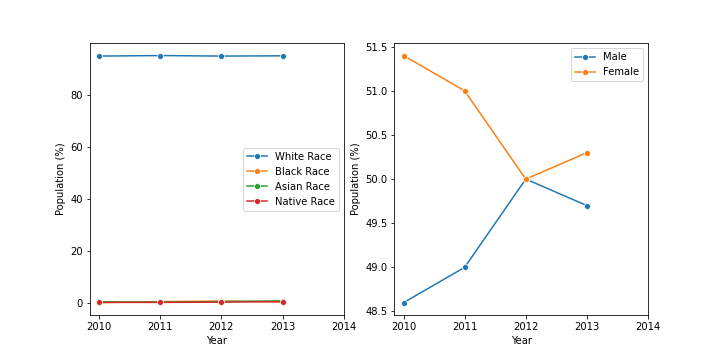 80
60
40
20
0
2010 2011 2012 2013 2014
Year
Population (%)
White Race
Black Race
Asian Race
Native Race
51.5
51.0
50.5
50.0
49.5
49.0
48.5
2010 2011 2012 2013 2014
Year
Population (%)
Male
Female